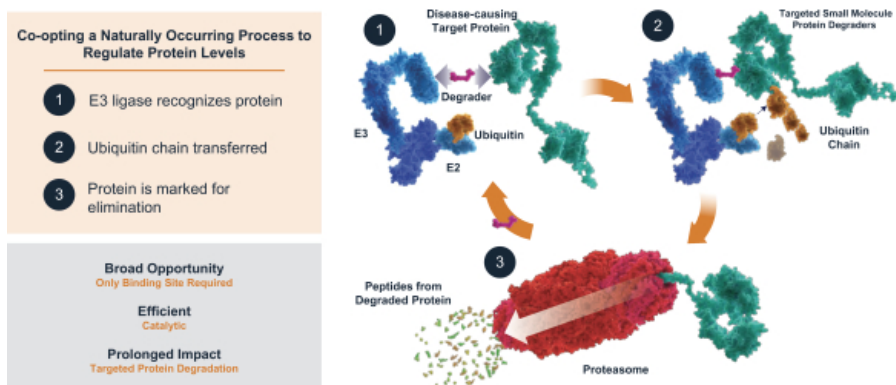 Co-opting a Naturally Occurring Process to
Regulate Protein Levels
1 E3 ligase recognizes protein
2 Ubiquitin chain transferred
3 Protein is marked for
elimination
Broad Opportunity
Only Binding Site Required
Efficient
Catalytic
Prolonged Impact
Targeted Protein Degradation
1
Disease-causing
Target Protein
Degrader
E3
Ubiquitin
E2
2
Targeted Small Molecule
Protein Degraders
Ubiquitin
Chain
3
Peptides from
Degraded Protein
Proteasome